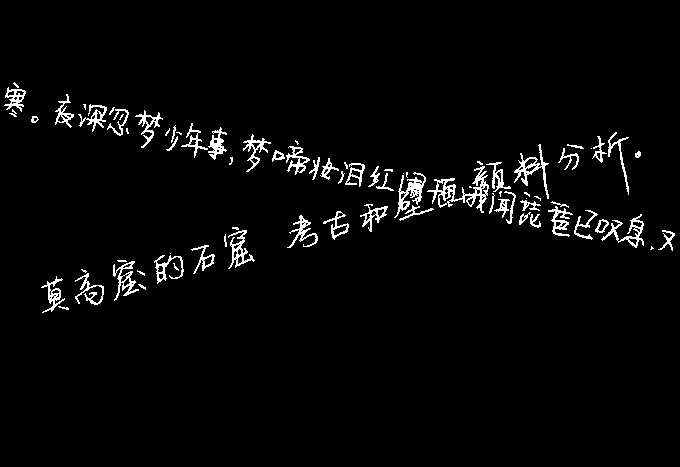 寒。夜深忽梦少年事,梦啼妆泪红阑干。我闻琵琶已叹息,又
莫高窟的石窟 考古和壁画颜料分析。